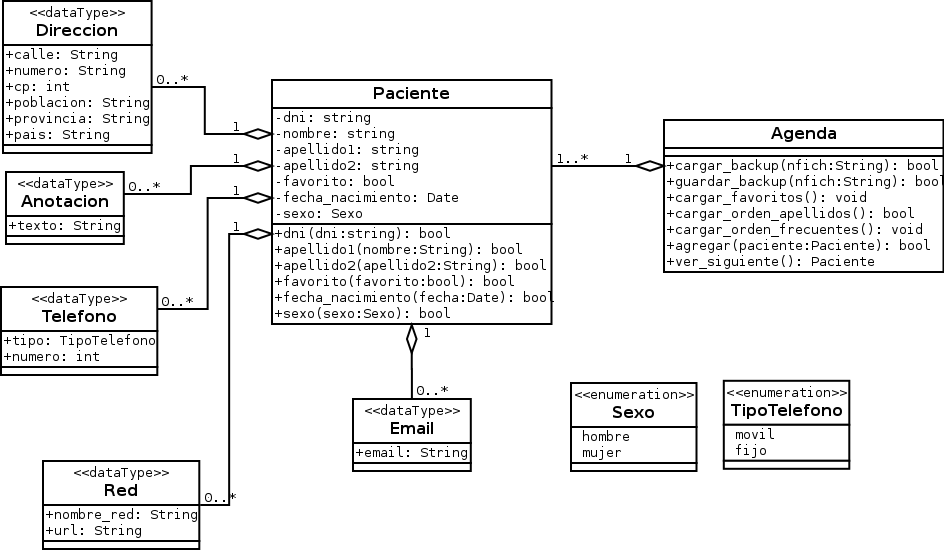 <<dataType>>
Direccion
+calle: String
+numero: String
+cp: int
+poblacion: String
+provincia: String
+pais: String
0..*
1
<<dataType>>
Anotacion
+texto: String
0..*
1
<<dataType>>
Telefono
+tipo: TipoTelefono
+numero: int
0..*
1
<<dataType>>
Red
+nombre_red: String
+url: String
0..*
1
Paciente
-dni: string
-nombre: string
-apellido1: string
-apellido2: string
-favorito: bool
-fecha_nacimiento: Date
-sexo: Sexo
+dni(dni:string): bool
+apellido1(nombre:String): bool
+apellido2(apellido2:String): bool
+favorito(favorito:bool): bool
+fecha_nacimiento(fecha:Date): bool
+sexo(sexo:Sexo): bool
1
0..*
<<dataType>>
Email
+email: String
1..*
1
Agenda
+cargar_backup(nfich:String): bool
+guardar_backup(nfich:String): bool
+cargar_favoritos(): void
+cargar_orden_apellidos(): bool
+cargar_orden_frecuentes(): void
+agregar(paciente:Paciente): bool
+ver_siguiente(): Paciente
<<enumeration>>
Sexo
hombre
mujer
<<enumeration>>
TipoTelefono
movil
fijo